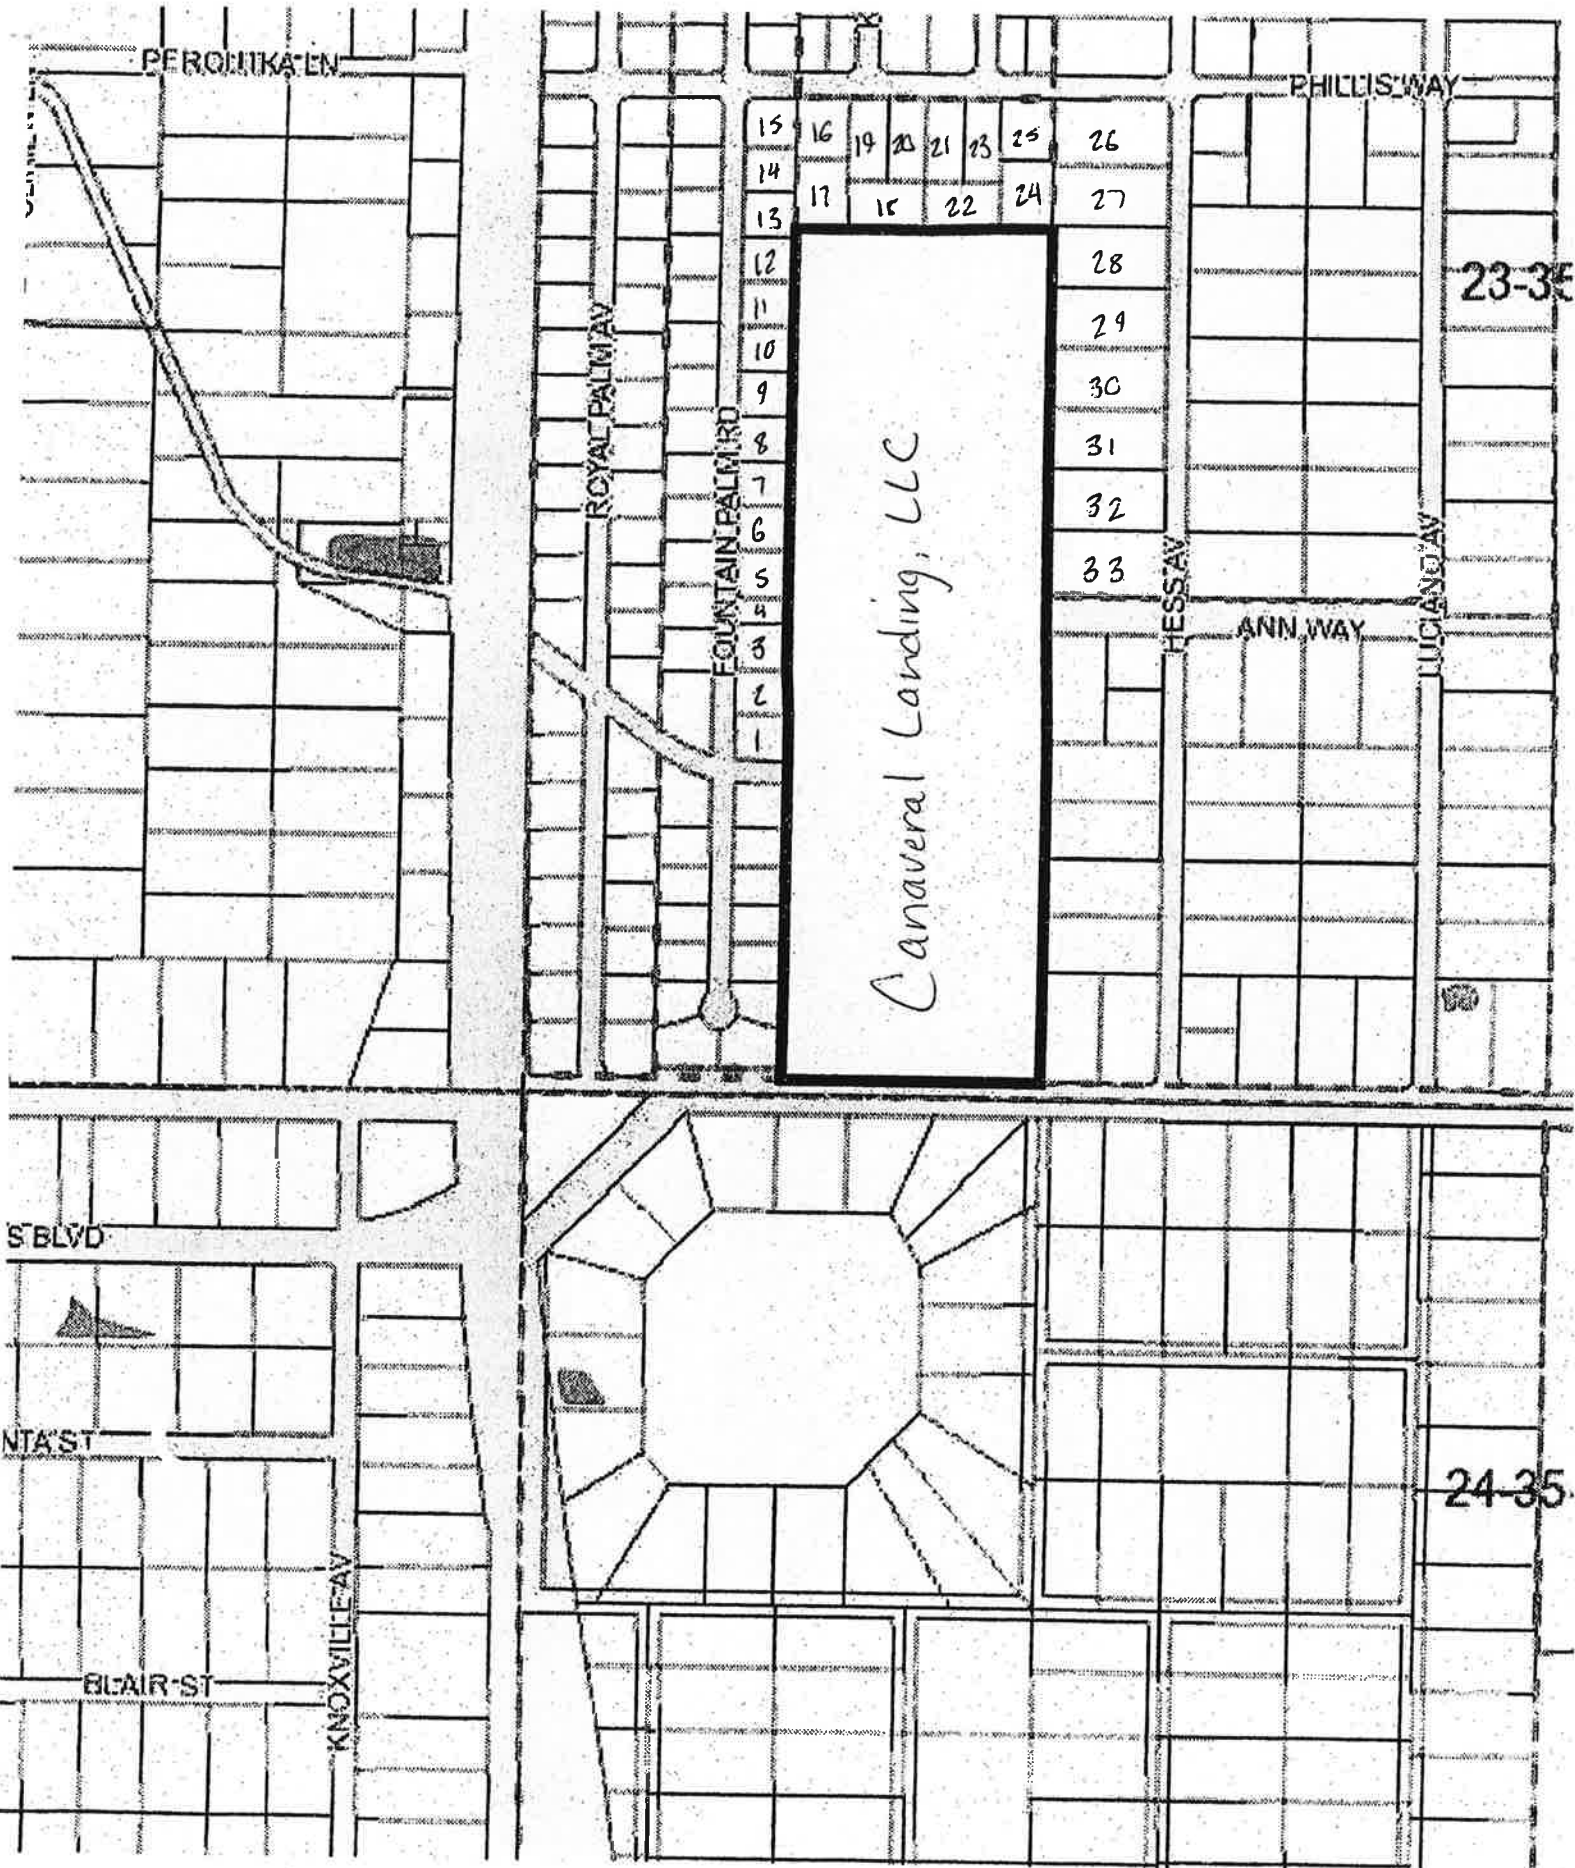 PEROUTKA LN
PHILLIS WAY
15 16 19 20 21 23 25 26
14
17 18 22 24 27
13
12 28
11
10 29
9 30
8 31
7
6 32
5 33
4
3
2
1
23-35
ROYAL PALM AV
FOUNTAIN PALM RD
Canaveral Landing, LLC
HESS AV
ANN WAY
LUCANO AV
S BLVD
NTA ST
24-35-
KNOXVILLE AV
BLAIR ST